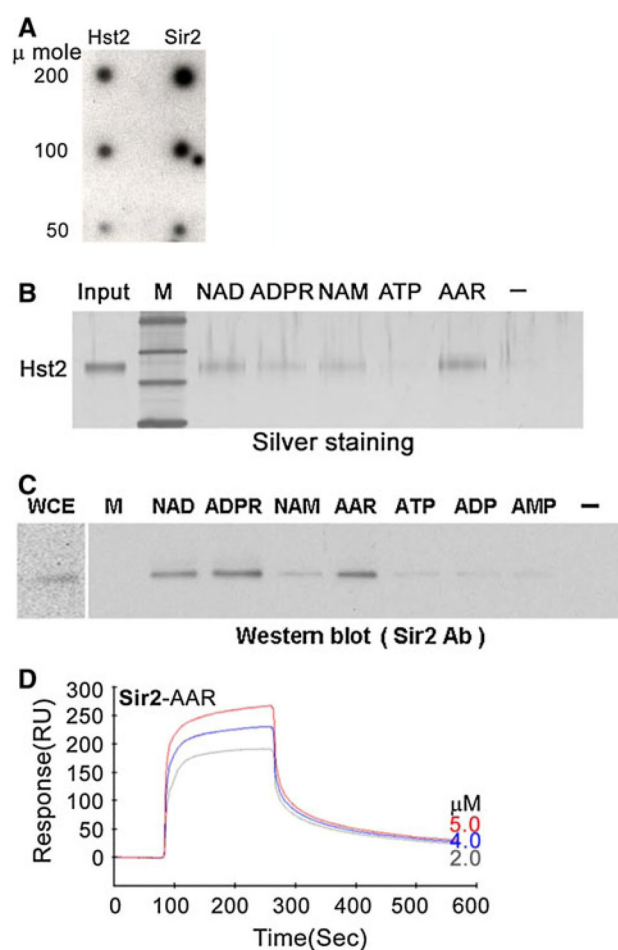 A
Hst2 Sir2
μ mole
200
100
50
B
Input M NAD ADPR NAM ATP AAR –
Hst2
Silver staining
C
WCE M NAD ADPR NAM AAR ATP ADP AMP –
Western blot ( Sir2 Ab )
D
Sir2-AAR
Response(RU)
300
250
200
150
100
50
0
μM
5.0
4.0
2.0
0 100 200 300 400 500 600
Time(Sec)